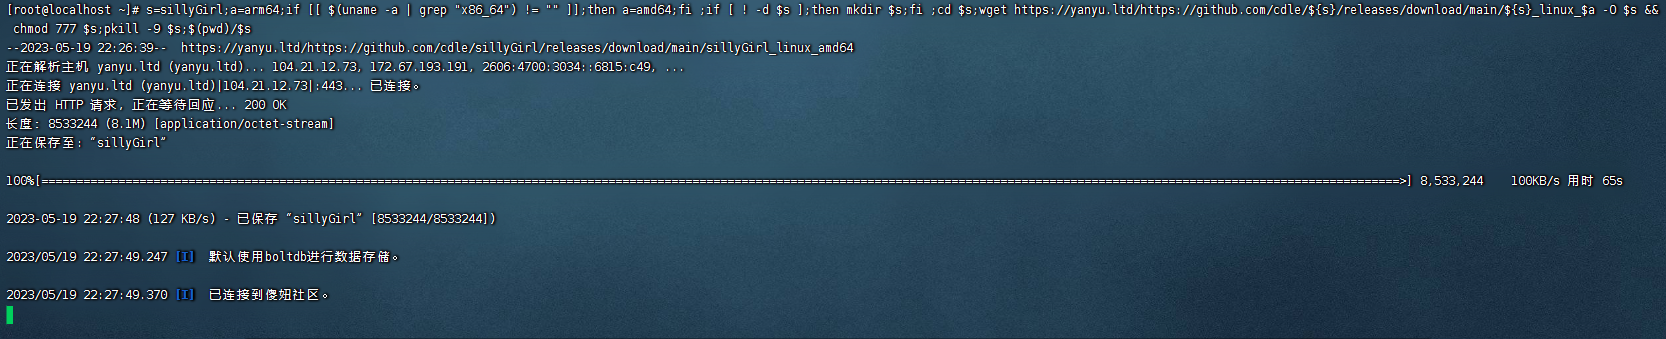 [root@localhost ~]# s=sillyGirl;a=arm64;if [[ $(uname -a | grep "x86_64") != "" ]];then a=amd64;fi ;if [ ! -d $s ];then mkdir $s;fi ;cd $s;wget https://yanyu.ltd/https://github.com/cdle/${s}/releases/download/main/${s}_linux_$a -O $s &&
chmod 777 $s;pkill -9 $s;$(pwd)/$s
--2023-05-19 22:26:39--  https://yanyu.ltd/https://github.com/cdle/sillyGirl/releases/download/main/sillyGirl_linux_amd64
正在解析主机 yanyu.ltd (yanyu.ltd)... 104.21.12.73, 172.67.193.191, 2606:4700:3034::6815:c49, ...
正在连接 yanyu.ltd (yanyu.ltd)|104.21.12.73|:443... 已连接。
已发出 HTTP 请求，正在等待回应... 200 OK
长度：8533244 (8.1M) [application/octet-stream]
正在保存至: “sillyGirl”
100%[=====================================================================================================================================================================================================>] 8,533,244    100KB/s 用时 65s
2023-05-19 22:27:48 (127 KB/s) - 已保存 “sillyGirl” [8533244/8533244])
2023/05/19 22:27:49.247 [I]  默认使用boltdb进行数据存储。
2023/05/19 22:27:49.370 [I]  已连接到傻妞社区。